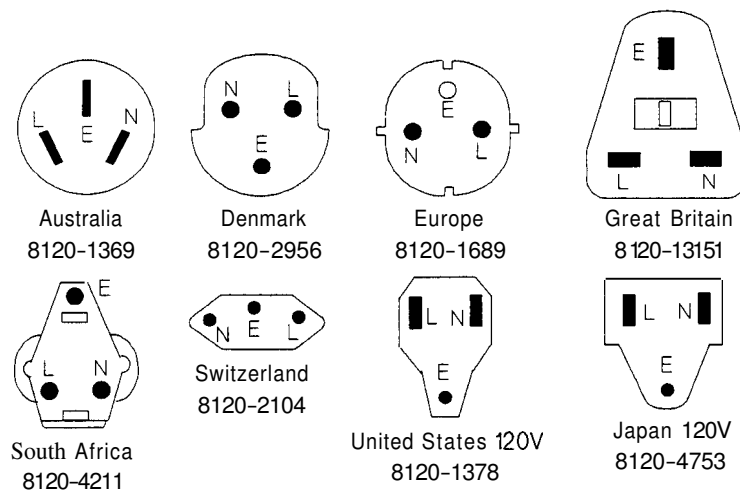 E
L E N
Australia
8120-1369
N L
E
Denmark
8120-2956
E
N L
Europe
8120-1689
E
L N
Great Britain
8120-13151
E
L N
South Africa
8120-4211
N E L
Switzerland
8120-2104
L N
E
United States 120V
8120-1378
L N
E
Japan 120V
8120-4753